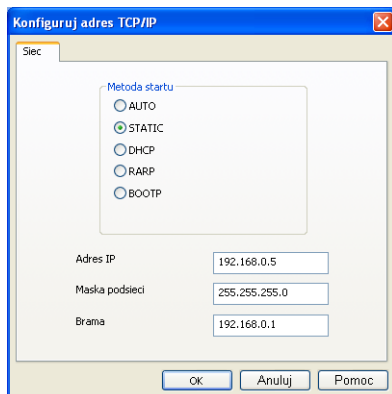 Konfiguruj adres TCP/IP
Siec
Metoda startu
AUTO
STATIC
DHCP
RARP
BOOTP
Adres IP 192.168.0.5
Maska podsieci 255.255.255.0
Brama 192.168.0.1
OK Anuluj Pomoc